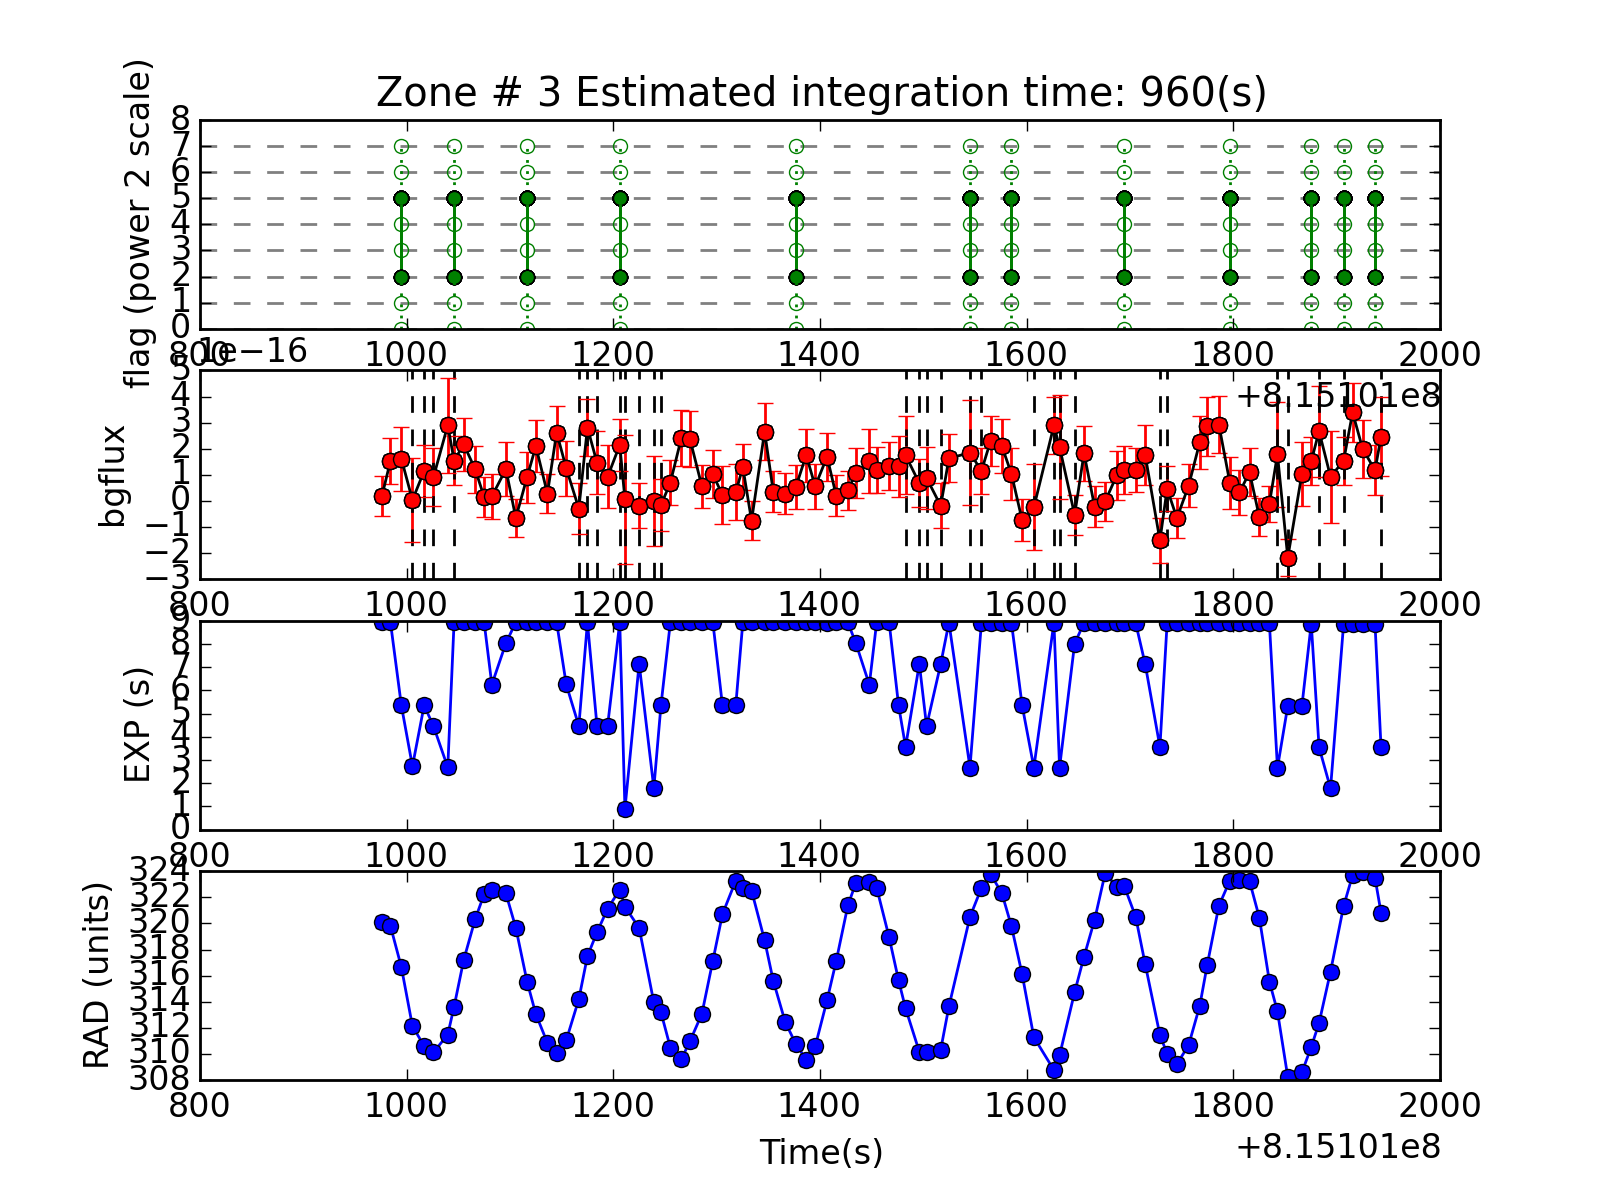 Zone # 3 Estimated integration time: 960(s)
flag (power 2 scale)
8
7
6
5
4
3
2
1
0
800 1000 1200 1400 1600 1800 2000
1e−16
+8.15101e8
bgflux
5
4
3
2
1
0
−1
−2
−3
800 1000 1200 1400 1600 1800 2000
EXP (s)
9
8
7
6
5
4
3
2
1
0
800 1000 1200 1400 1600 1800 2000
RAD (units)
324
322
320
318
316
314
312
310
308
800 1000 1200 1400 1600 1800 2000
Time(s)
+8.15101e8